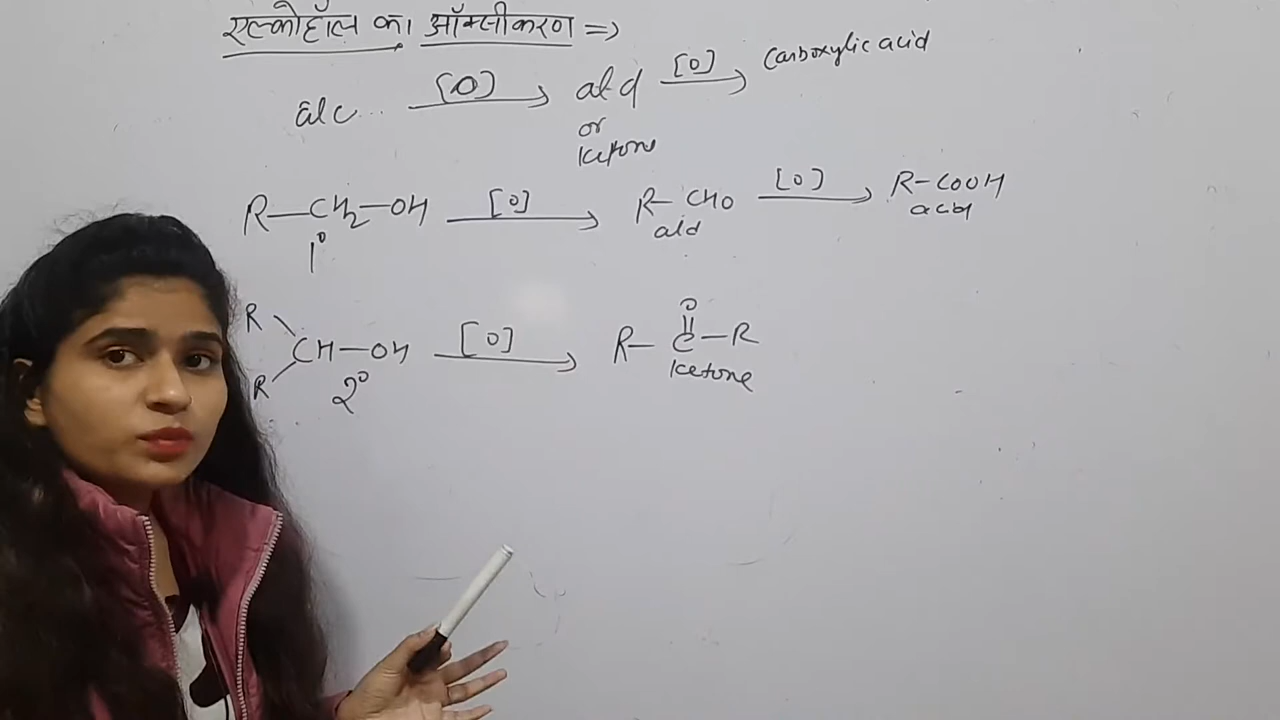 एल्कोहॉल का ऑक्सीकरण =>
alc.. [O] → ald [O] → Carboxylic acid
or
ketone
R—CH2—OH [O] → R—CHO [O] → R—COOH
1° ald acid
R
CH—OH [O] → R—C—R
O
R
2° ketone